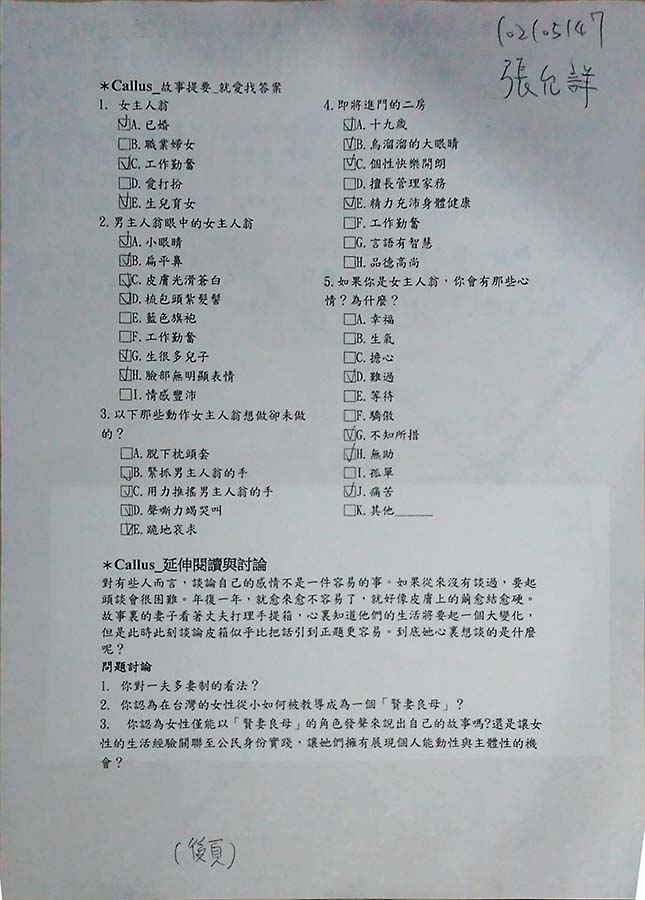 102105147
張允詳
*Callus_故事提要_就愛找答案
1. 女主人翁
☑A. 已婚
☐B. 職業婦女
☑C. 工作勤奮
☐D. 愛打扮
☑E. 生兒育女
2. 男主人翁眼中的女主人翁
☑A. 小眼睛
☑B. 扁平鼻
☑C. 皮膚光滑蒼白
☑D. 梳包頭紮髮髻
☐E. 藍色旗袍
☐F. 工作勤奮
☑G. 生很多兒子
☑H. 臉部無明顯表情
☐I. 情感豐沛
3. 以下那些動作女主人翁想做卻未做
的？
☐A. 脫下枕頭套
☑B. 緊抓男主人翁的手
☑C. 用力推搖男主人翁的手
☑D. 聲嘶力竭哭叫
☑E. 跪地哀求
4. 即將進門的二房
☑A. 十九歲
☑B. 烏溜溜的大眼睛
☑C. 個性快樂開朗
☐D. 擅長管理家務
☑E. 精力充沛身體健康
☐F. 工作勤奮
☐G. 言語有智慧
☐H. 品德高尚
5. 如果你是女主人翁，你會有那些心
情？為什麼？
☐A. 幸福
☐B. 生氣
☐C. 擔心
☑D. 難過
☐E. 等待
☐F. 驕傲
☑G. 不知所措
☑H. 無助
☐I. 孤單
☑J. 痛苦
☐K. 其他______
*Callus_延伸閱讀與討論
對有些人而言，談論自己的感情不是一件容易的事。如果從來沒有談過，要起
頭談會很困難。年復一年，就愈來愈不容易了，就好像皮膚上的繭愈結愈硬。
故事裏的妻子看著丈夫打理手提箱，心裏知道他們的生活將要起一個大變化，
但是此時此刻談論皮箱似乎比把話引到正題更容易。到底她心裏想談的是什麼
呢？
問題討論
1. 你對一夫多妻制的看法？
2. 你認為在台灣的女性從小如何被教導成為一個「賢妻良母」？
3. 你認為女性僅能以「賢妻良母」的角色發聲來說出自己的故事嗎?還是讓女
性的生活經驗關聯至公民身份實踐，讓她們擁有展現個人能動性與主體性的機
會？
(後頁)